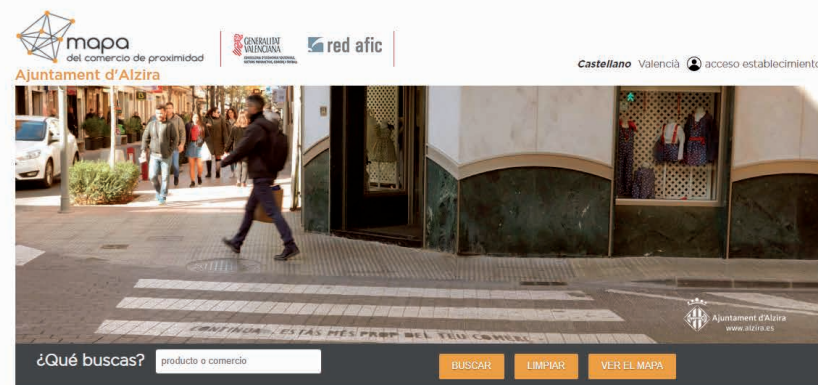 mapa
del comercio de proximidad
Ajuntament d'Alzira
GENERALITAT
VALENCIANA
red afic
Castellano Valencià acceso establecimiento
CONTINUA... ESTÀS MÉS PROP DEL TEU COMERÇ
Ajuntament d'Alzira
www.alzira.es
¿Qué buscas? producto o comercio BUSCAR LIMPIAR VER EL MAPA